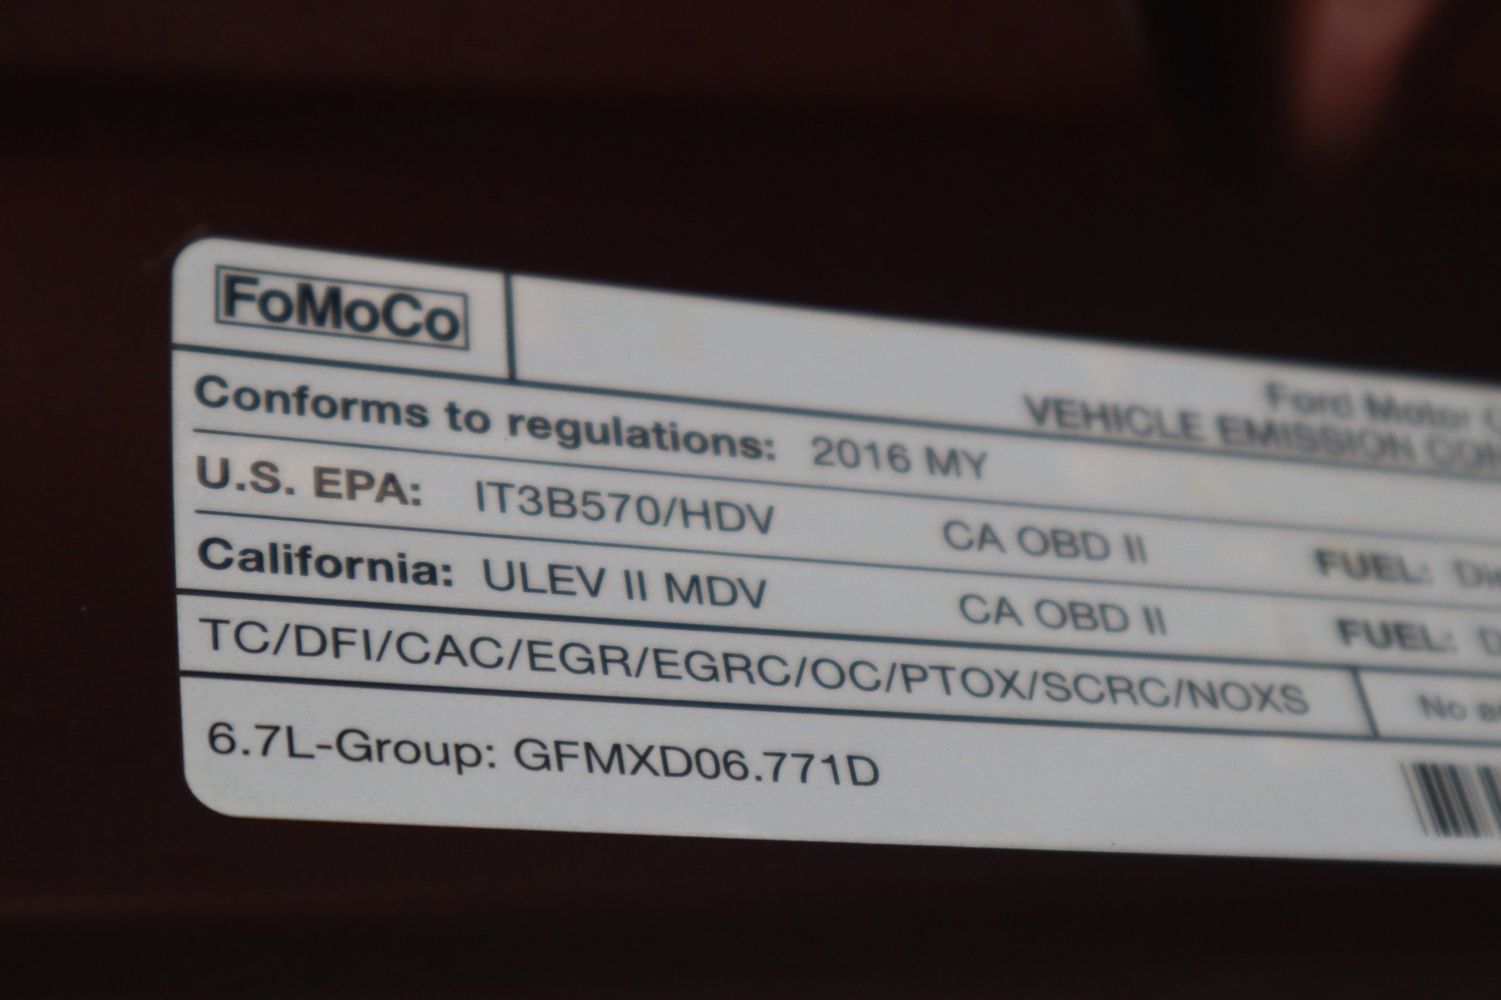 FoMoCo
Ford Motor
VEHICLE EMISSION
Conforms to regulations: 2016 MY
U.S. EPA: IT3B570/HDV CA OBD II FUEL:
California: ULEV II MDV CA OBD II FUEL:
TC/DFI/CAC/EGR/EGRC/OC/PTOX/SCRC/NOXS No
6.7L-Group: GFMXD06.771D